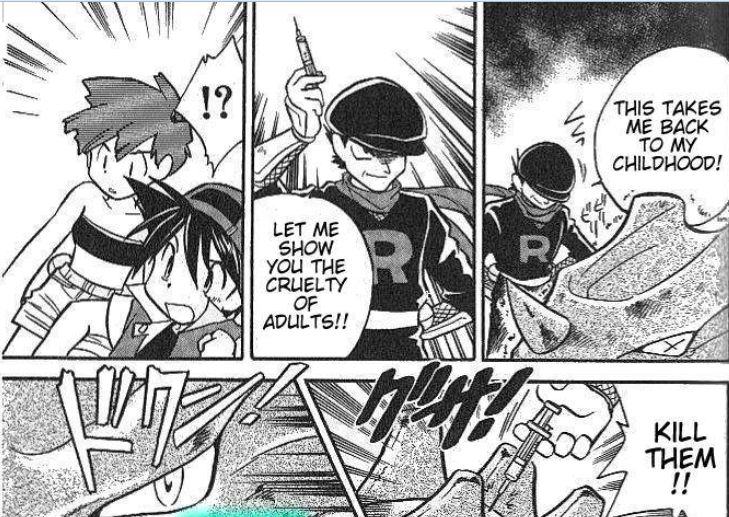 THIS TAKES
ME BACK
TO MY
CHILDHOOD!
R
LET ME
SHOW
YOU THE
CRUELTY
OF
ADULTS!!
R
!?
グサ!
KILL
THEM
!!
ドクン!